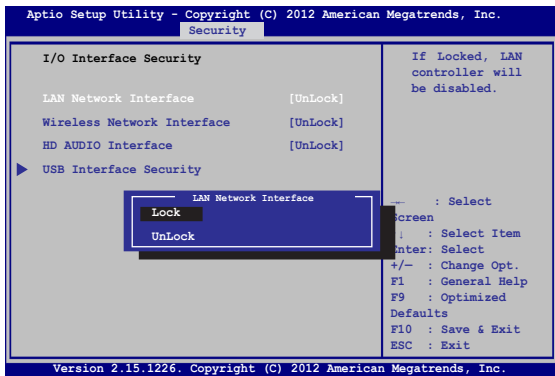 Aptio Setup Utility - Copyright (C) 2012 American Megatrends, Inc.
Security
I/O Interface Security
LAN Network Interface [UnLock]
Wireless Network Interface [UnLock]
HD AUDIO Interface [UnLock]
USB Interface Security
If Locked, LAN
controller will
be disabled.
LAN Network Interface
Lock
UnLock
→← : Select
Screen
↓ : Select Item
Enter: Select
+/— : Change Opt.
F1 : General Help
F9 : Optimized
Defaults
F10 : Save & Exit
ESC : Exit
Version 2.15.1226. Copyright (C) 2012 American Megatrends, Inc.